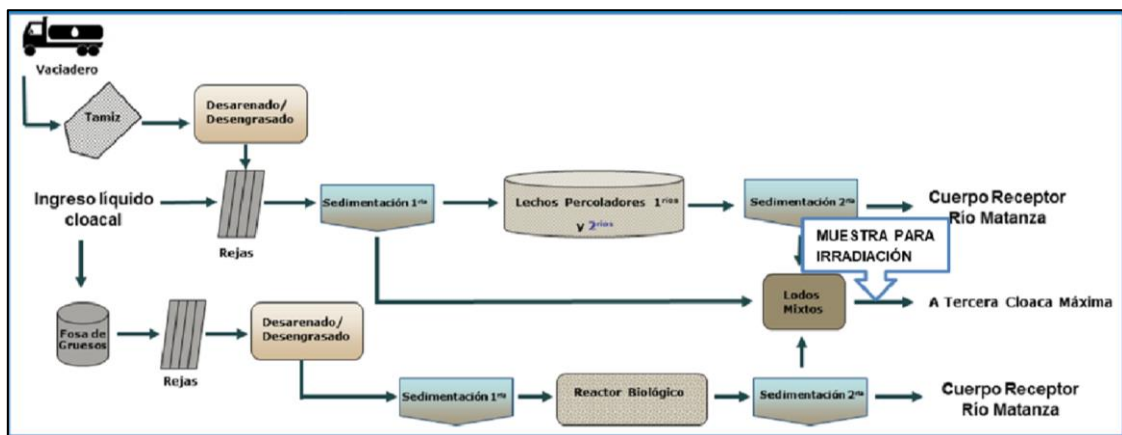 Vaciadero
Tamiz
Desarenado/
Desengrasado
Ingreso líquido
cloacal
Rejas
Sedimentación 1ria
Lechos Percoladores 1rios
y 2rios
Sedimentación 2ria
Cuerpo Receptor
Río Matanza
MUESTRA PARA
IRRADIACIÓN
Lodos
Mixtos
A Tercera Cloaca Máxima
Fosa de
Gruesos
Rejas
Desarenado/
Desengrasado
Sedimentación 1ria
Reactor Biológico
Sedimentación 2ria
Cuerpo Receptor
Río Matanza